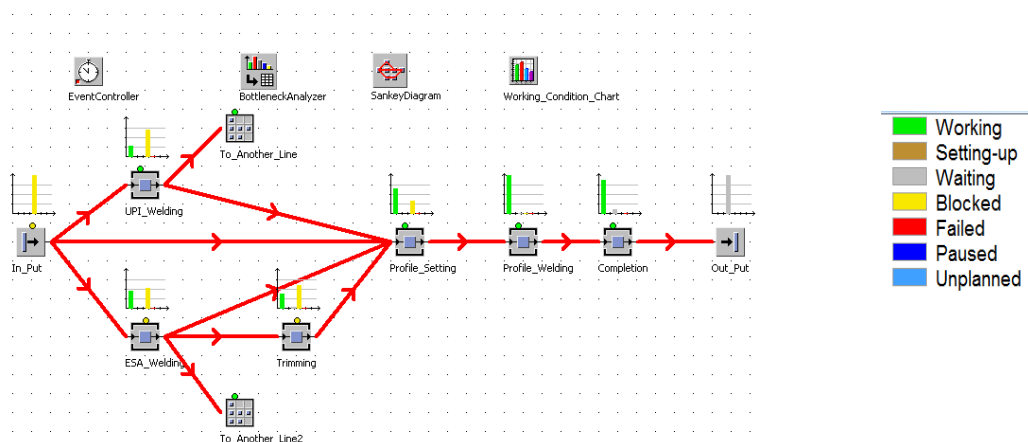 EventController
BottleneckAnalyzer
SankeyDiagram
Working_Condition_Chart
To_Another_Line
UPI_Welding
In_Put
Profile_Setting
Profile_Welding
Completion
Out_Put
ESA_Welding
Trimming
To_Another_Line2
Working
Setting-up
Waiting
Blocked
Failed
Paused
Unplanned